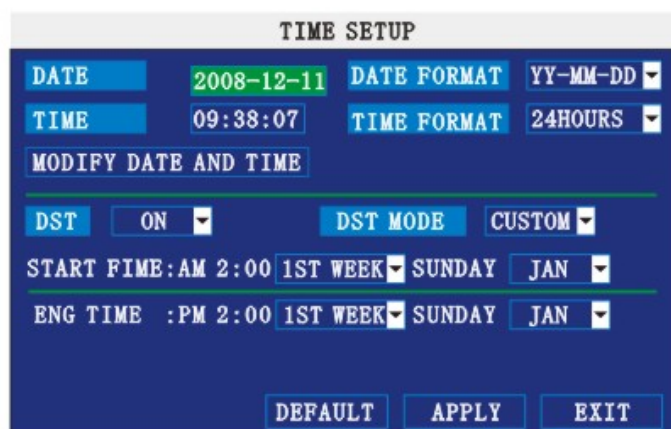 TIME SETUP
DATE 2008-12-11 DATE FORMAT YY-MM-DD
TIME 09:38:07 TIME FORMAT 24HOURS
MODIFY DATE AND TIME
DST ON DST MODE CUSTOM
START FIME:AM 2:00 1ST WEEK SUNDAY JAN
ENG TIME :PM 2:00 1ST WEEK SUNDAY JAN
DEFAULT APPLY EXIT